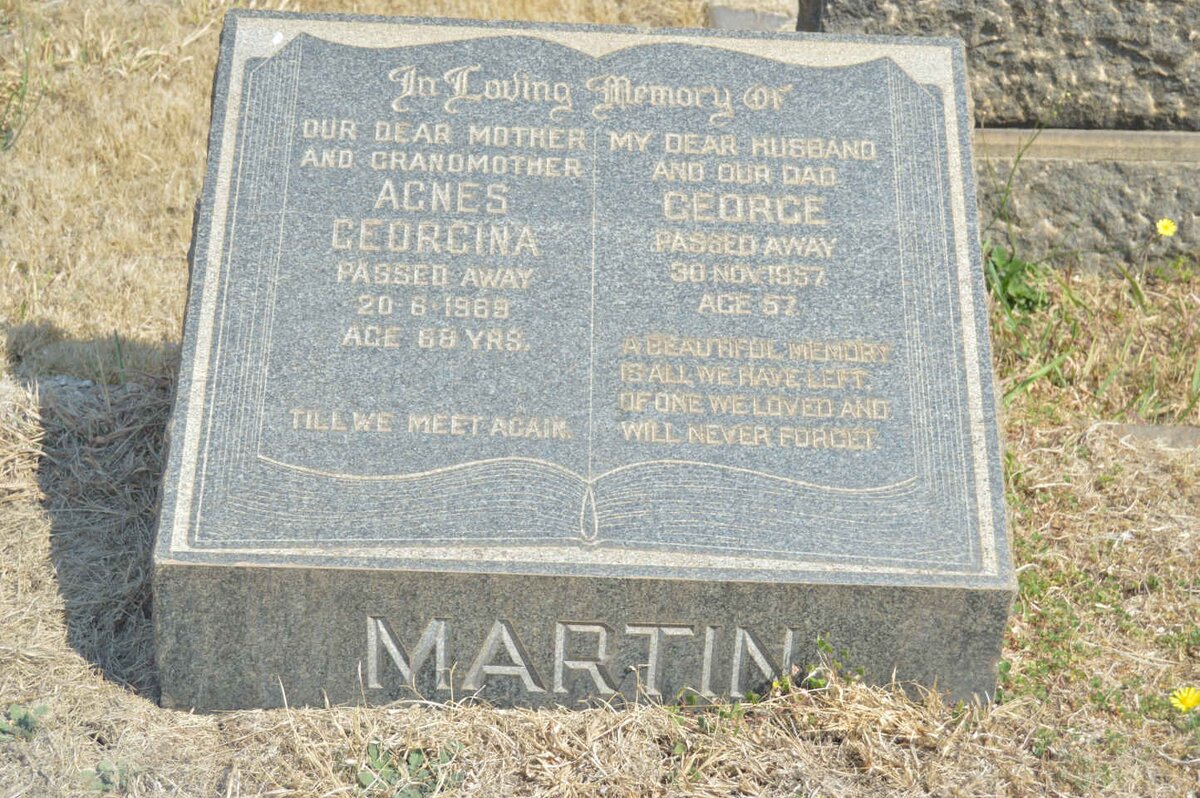 In Loving Memory Of
OUR DEAR MOTHER
AND GRANDMOTHER
AGNES
GEORGINA
PASSED AWAY
20-6-1969
AGE 68 YRS.
TILL WE MEET AGAIN.
MY DEAR HUSBAND
AND OUR DAD
GEORGE
PASSED AWAY
30 NOV. 1957.
AGE 57.
A BEAUTIFUL MEMORY
IS ALL WE HAVE LEFT.
OF ONE WE LOVED AND
WILL NEVER FORGET.
MARTIN